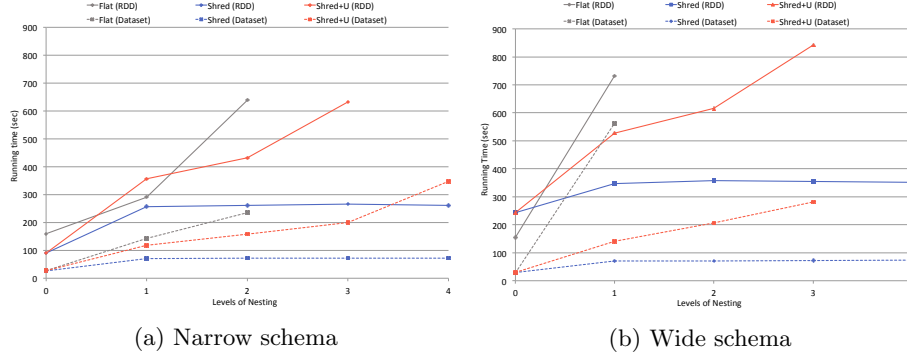 Flat (RDD) Shred (RDD) Shred+U (RDD)
Flat (Dataset) Shred (Dataset) Shred+U (Dataset)
900
800
700
600
500
400
300
200
100
0
Running time (sec)
0 1 2 3 4
Levels of Nesting
(a) Narrow schema
Flat (RDD) Shred (RDD) Shred+U (RDD)
Flat (Dataset) Shred (Dataset) Shred+U (Dataset)
900
800
700
600
500
400
300
200
100
0
Running Time (sec)
0 1 2 3
Levels of Nesting
(b) Wide schema